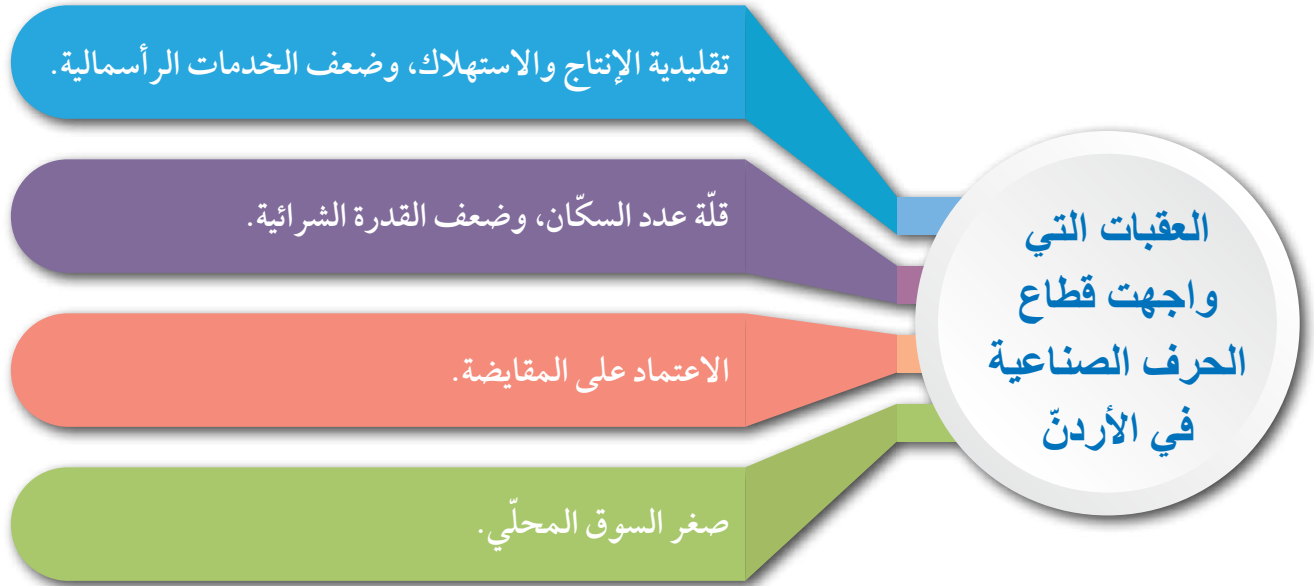 العقبات التي
واجهت قطاع
الحرف الصناعية
في الأردنّ
تقليدية الإنتاج والاستهلاك، وضعف الخدمات الرأسمالية.
قلّة عدد السكّان، وضعف القدرة الشرائية.
الاعتماد على المقايضة.
صغر السوق المحلّي.